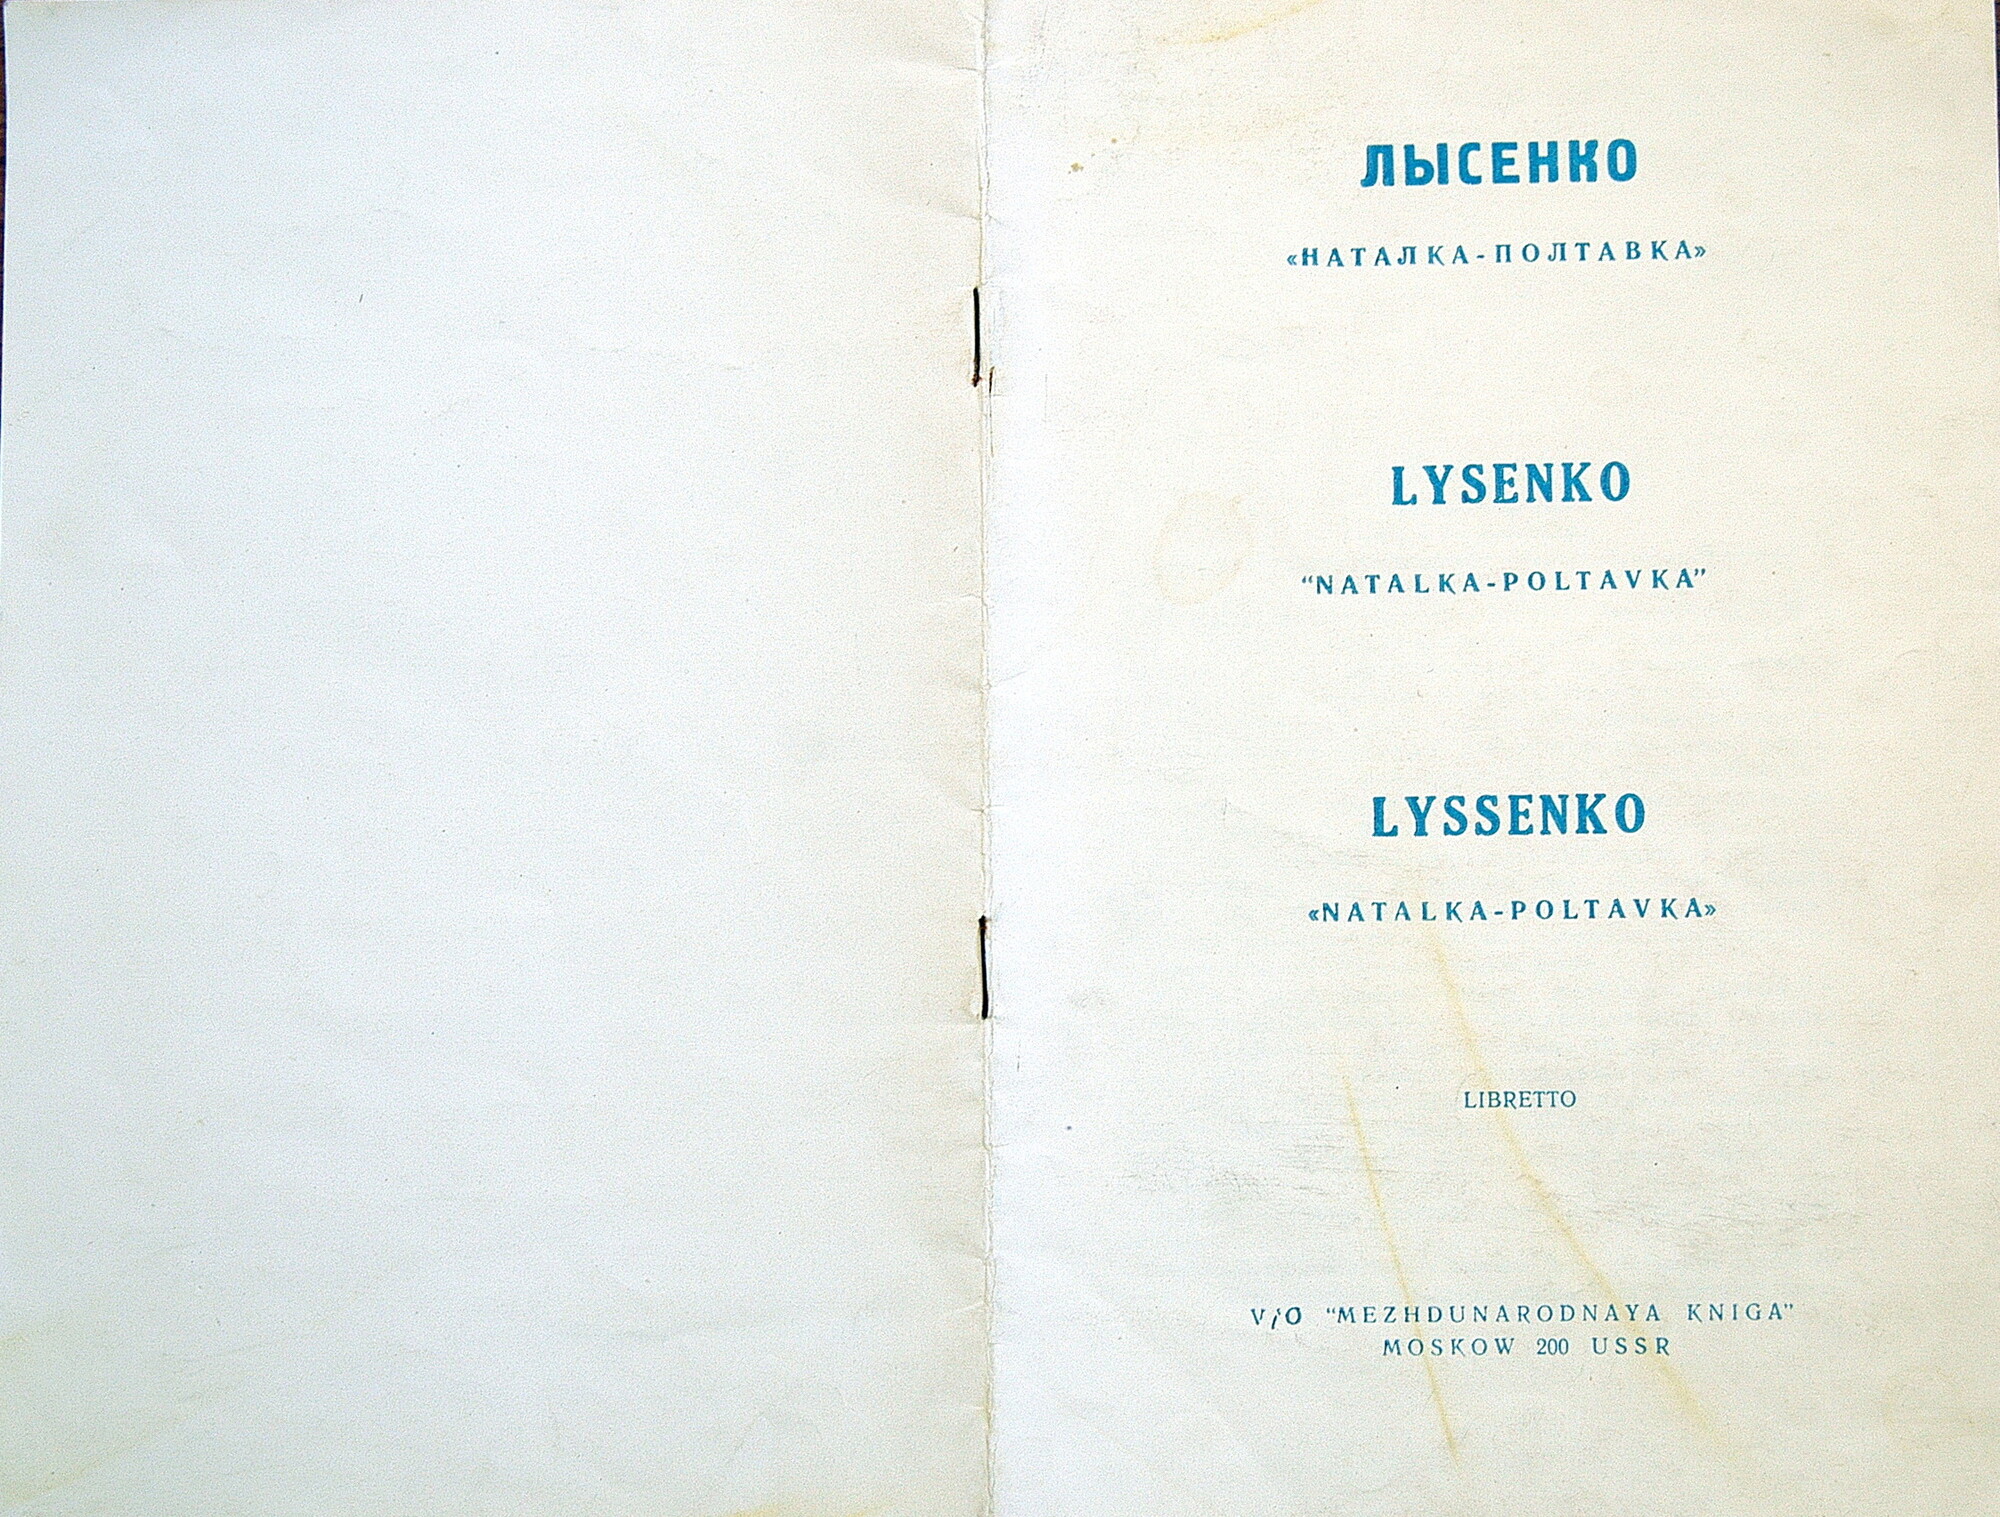 ЛЫСЕНКО
«НАТАЛКА-ПОЛТАВКА»
LYSENKO
“NATALKA-POLTAVKA”
LYSSENKO
«NATALKA-POLTAVKA»
LIBRETTO
V/O “MEZHDUNARODNAYA KNIGA”
MOSKOW 200 USSR